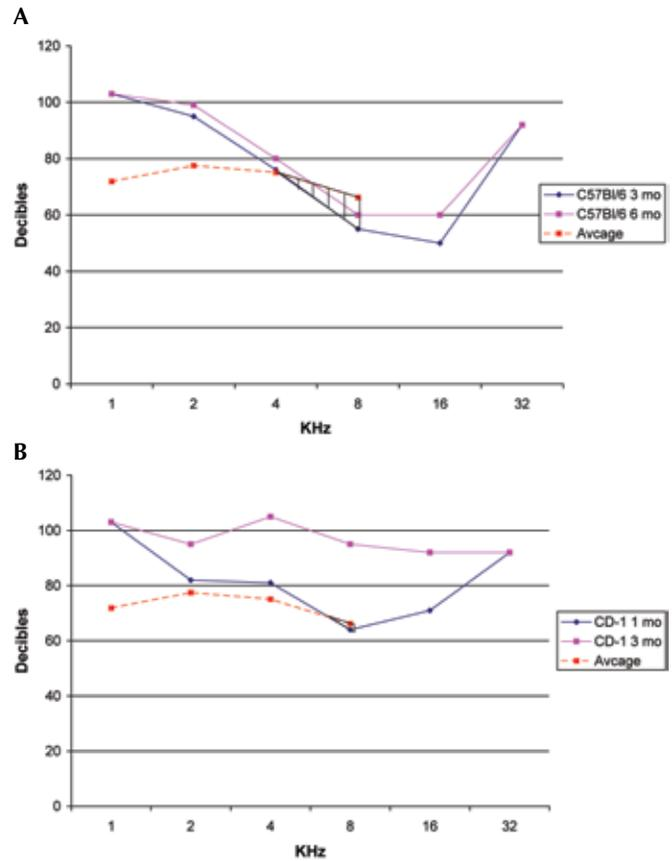 A
120
100
80
60
40
20
0
Decibles
1 2 4 8 16 32
KHz
C57Bl/6 3 mo
C57Bl/6 6 mo
Avcage
B
120
100
80
60
40
20
0
Decibles
1 2 4 8 16 32
KHz
CD-1 1 mo
CD-1 3 mo
Avcage